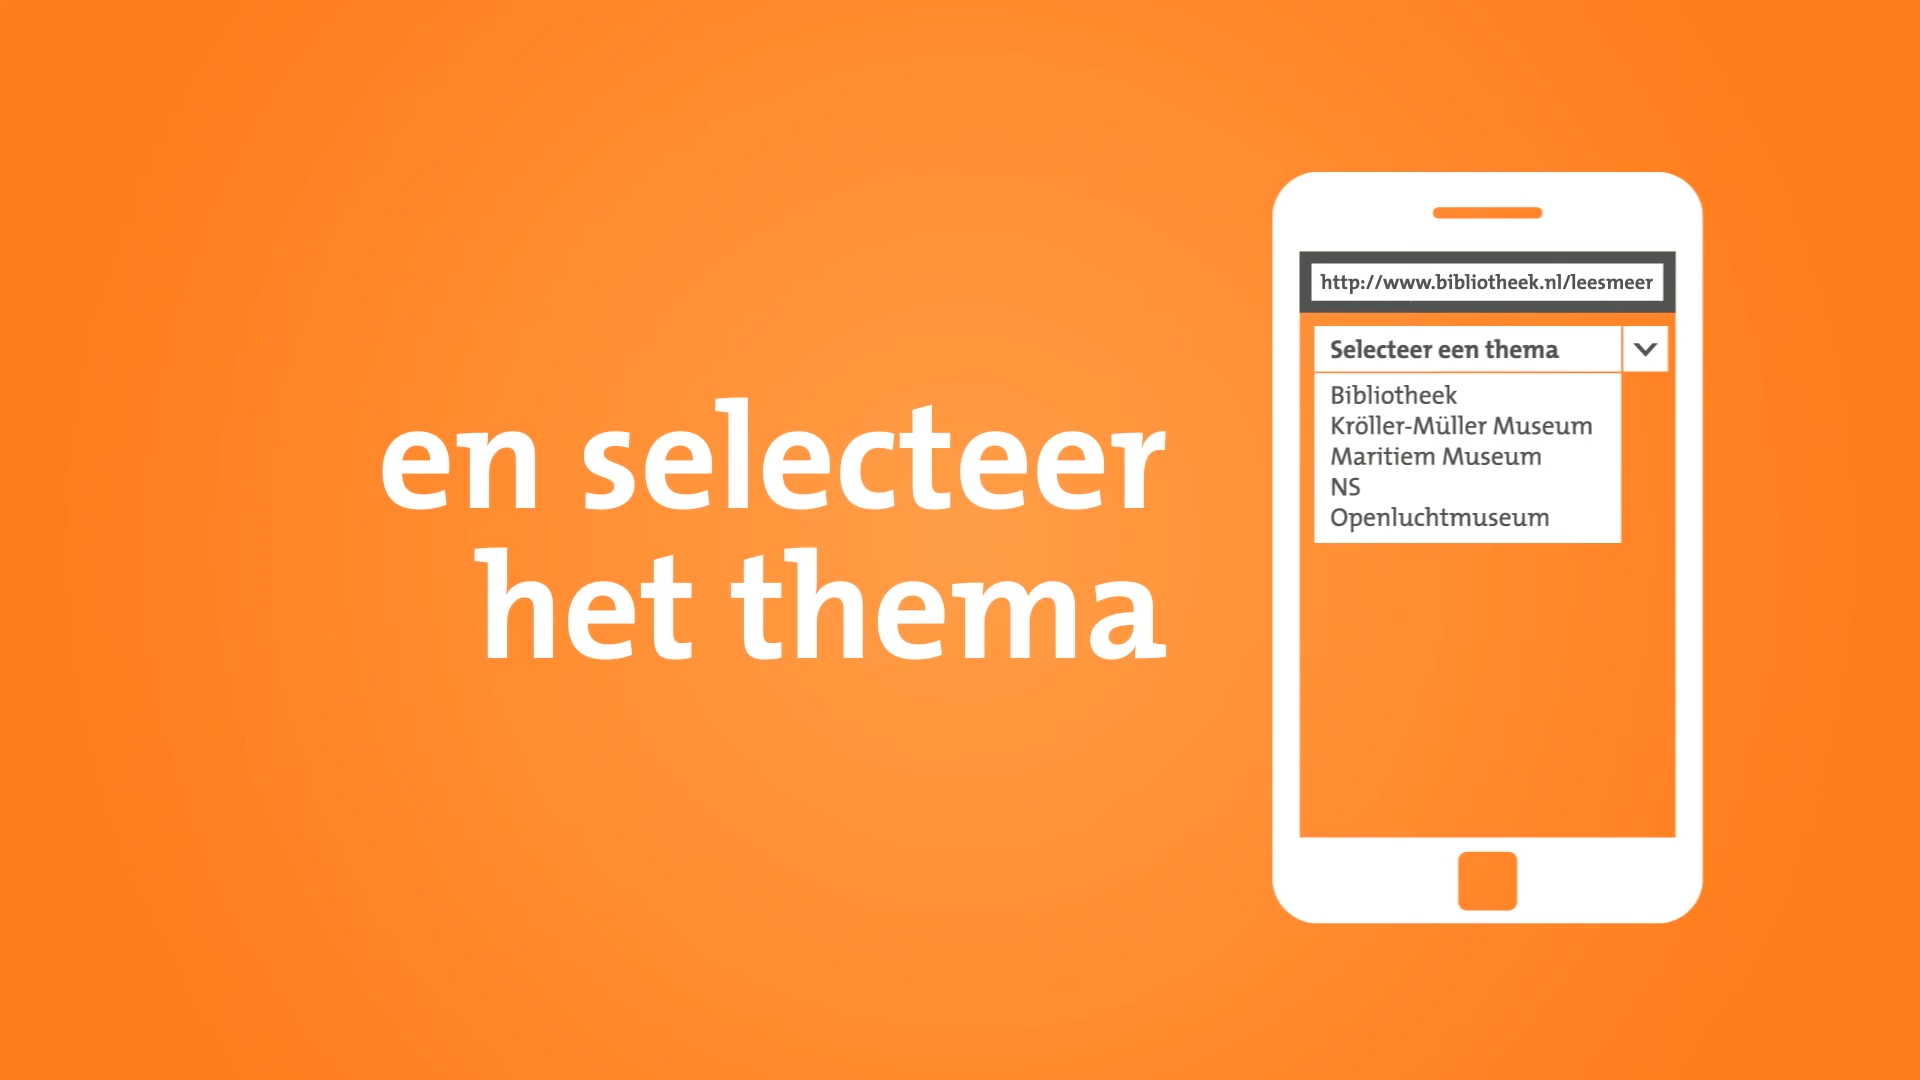 en selecteer
het thema
http://www.bibliotheek.nl/leesmeer
Selecteer een thema
Bibliotheek
Kröller-Müller Museum
Maritiem Museum
NS
Openluchtmuseum